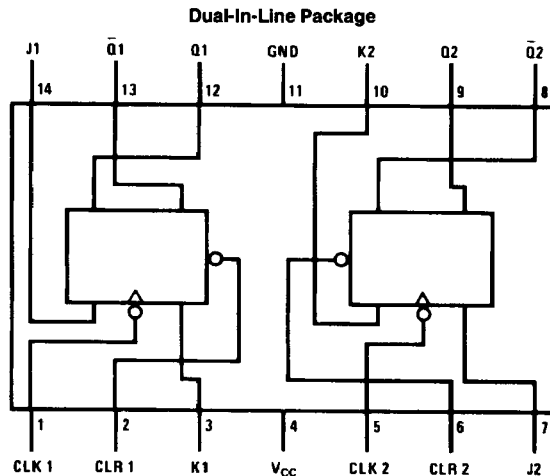 Dual-In-Line Package
J1 Q̄1 Q1 GND K2 Q2 Q̄2
14 13 12 11 10 9 8
1 2 3 4 5 6 7
CLK 1 CLR 1 K1 VCC CLK 2 CLR 2 J2